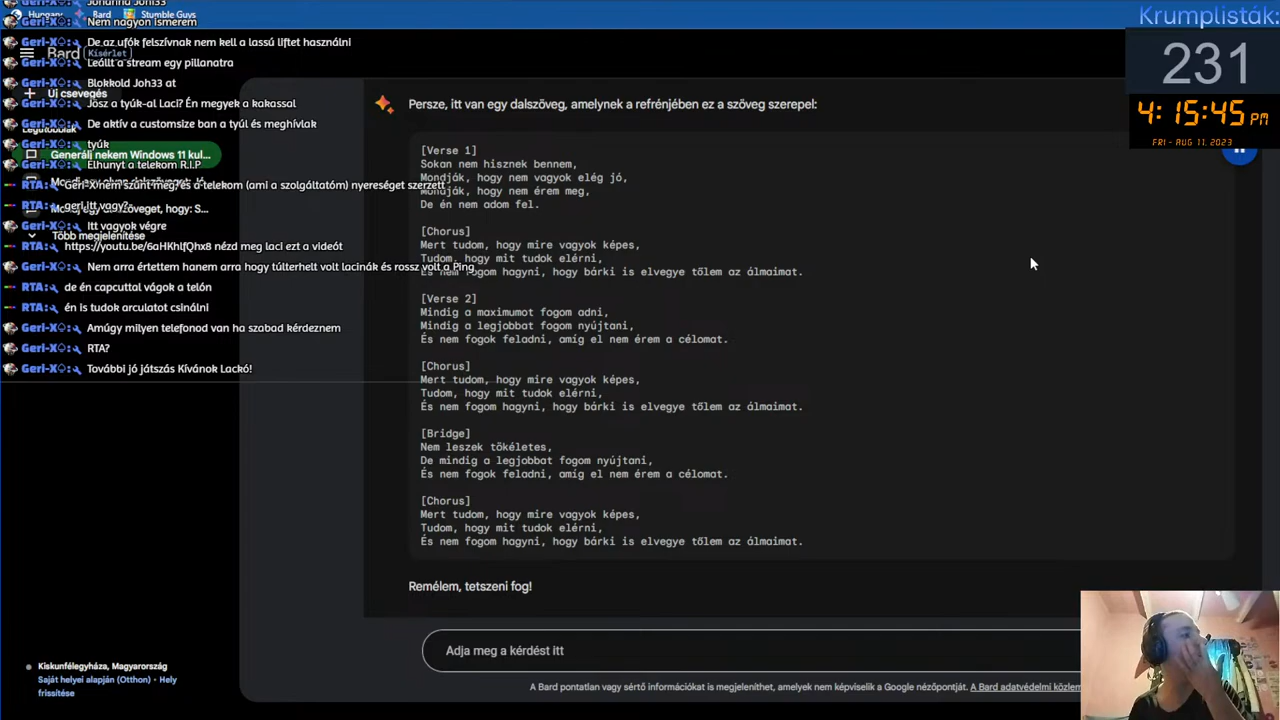 Johanna Joh33
Hungary
Bard
Stumble Guys
Krumplisták:
231
4:15:45 PM
FRI - AUG 11, 2023
Geri-X: Nem nagyon ismerem
Geri-X: De az ufók felszívnak nem kell a lassú liftet használni
Bard Kísérlet
Geri-X: Leállt a stream egy pillanatra
Geri-X: Blokkold Joh33 at
Új csevegés
Geri-X: Jösz a tyúk-al Laci? Én megyek a kakassal
Geri-X: De aktív a customsize ban a tyúl és meghívlak
Legutóbbiak
Geri-X: tyúk
Generálj nekem Windows 11 kul...
Geri-X: Elhunyt a telekom R.I.P
RTA: Geri-X nem szűnt meg és a telekom (ami a szolgáltatóm) nyereséget szerzett
RTA: geri itt vagy?
Geri-X: Itt vagyok végre
Több megjelenítése
RTA: https://youtu.be/6aHKhlfQhx8 nézd meg laci ezt a videót
Geri-X: Nem arra értettem hanem arra hogy túlterhelt volt lacinák és rossz volt a Ping
RTA: de én capcuttal vágok a telón
RTA: én is tudok arculatot csinálni
Geri-X: Amúgy milyen telefonod van ha szabad kérdeznem
Geri-X: RTA?
Geri-X: További jó játszás Kívánok Lackó!
Persze, itt van egy dalszöveg, amelynek a refrénjében ez a szöveg szerepel:
[Verse 1]
Sokan nem hisznek bennem,
Mondják, hogy nem vagyok elég jó,
Mondják, hogy nem érem meg,
De én nem adom fel.
[Chorus]
Mert tudom, hogy mire vagyok képes,
Tudom, hogy mit tudok elérni,
És nem fogom hagyni, hogy bárki is elvegye tőlem az álmaimat.
[Verse 2]
Mindig a maximumot fogom adni,
Mindig a legjobbat fogom nyújtani,
És nem fogok feladni, amíg el nem érem a célomat.
[Chorus]
Mert tudom, hogy mire vagyok képes,
Tudom, hogy mit tudok elérni,
És nem fogom hagyni, hogy bárki is elvegye tőlem az álmaimat.
[Bridge]
Nem leszek tökéletes,
De mindig a legjobbat fogom nyújtani,
És nem fogok feladni, amíg el nem érem a célomat.
[Chorus]
Mert tudom, hogy mire vagyok képes,
Tudom, hogy mit tudok elérni,
És nem fogom hagyni, hogy bárki is elvegye tőlem az álmaimat.
Remélem, tetszeni fog!
Adja meg a kérdést itt
A Bard pontatlan vagy sértő információkat is megjeleníthet, amelyek nem képviselik a Google nézőpontját. A Bard adatvédelmi közlem
Kiskunfélegyháza, Magyarország
Saját helyei alapján (Otthon) • Hely
frissítése